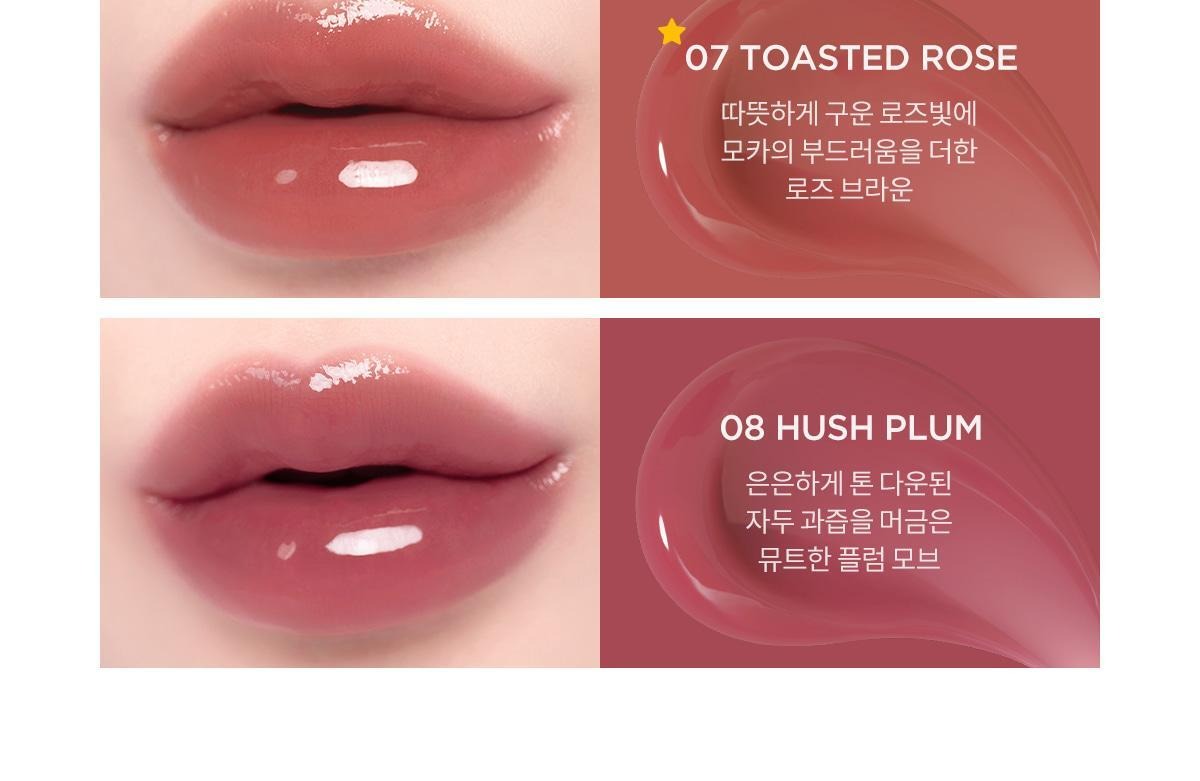 07 TOASTED ROSE
따뜻하게 구운 로즈빛에
모카의 부드러움을 더한
로즈 브라운
08 HUSH PLUM
은은하게 톤 다운된
자두 과즙을 머금은
뮤트한 플럼 모브